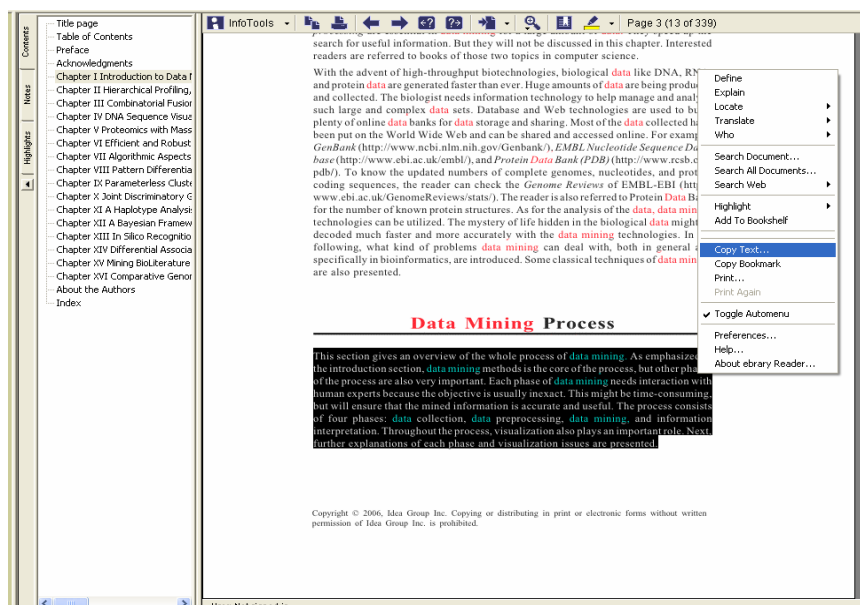 InfoTools
Page 3 (13 of 339)
Contents
Notes
Highlights
Title page
Table of Contents
Preface
Acknowledgments
Chapter I Introduction to Data M
Chapter II Hierarchical Profiling,
Chapter III Combinatorial Fusion
Chapter IV DNA Sequence Visua
Chapter V Proteomics with Mass
Chapter VI Efficient and Robust
Chapter VII Algorithmic Aspects
Chapter VIII Pattern Differentia
Chapter IX Parameterless Cluste
Chapter X Joint Discriminatory G
Chapter XI A Haplotype Analysis
Chapter XII A Bayesian Framew
Chapter XIII In Silico Recognitio
Chapter XIV Differential Associa
Chapter XV Mining BioLiterature
Chapter XVI Comparative Genor
About the Authors
Index
search for useful information. But they will not be discussed in this chapter. Interested
readers are referred to books of those two topics in computer science.
With the advent of high-throughput biotechnologies, biological data like DNA, RN
and protein data are generated faster than ever. Huge amounts of data are being produ
and collected. The biologist needs information technology to help manage and analy
such large and complex data sets. Database and Web technologies are used to bu
plenty of online data banks for data storage and sharing. Most of the data collected ha
been put on the World Wide Web and can be shared and accessed online. For examp
GenBank (http://www.ncbi.nlm.nih.gov/Genbank/), EMBL Nucleotide Sequence Da
base (http://www.ebi.ac.uk/embl/), and Protein Data Bank (PDB) (http://www.rcsb.o
pdb/). To know the updated numbers of complete genomes, nucleotides, and prot
coding sequences, the reader can check the Genome Reviews of EMBL-EBI (htt
www.ebi.ac.uk/GenomeReviews/stats/). The reader is also referred to Protein Data Ba
for the number of known protein structures. As for the analysis of the data, data min
technologies can be utilized. The mystery of life hidden in the biological data might
decoded much faster and more accurately with the data mining technologies. In
following, what kind of problems data mining can deal with, both in general a
specifically in bioinformatics, are introduced. Some classical techniques of data min
are also presented.
Data Mining Process
This section gives an overview of the whole process of data mining. As emphasized
the introduction section, data mining methods is the core of the process, but other pha
of the process are also very important. Each phase of data mining needs interaction with
human experts because the objective is usually inexact. This might be time-consuming,
but will ensure that the mined information is accurate and useful. The process consists
of four phases: data collection, data preprocessing, data mining, and information
interpretation. Throughout the process, visualization also plays an important role. Next,
further explanations of each phase and visualization issues are presented.
Copyright © 2006, Idea Group Inc. Copying or distributing in print or electronic forms without written
permission of Idea Group Inc. is prohibited.
Define
Explain
Locate
Translate
Who
Search Document...
Search All Documents...
Search Web
Highlight
Add To Bookshelf
Copy Text...
Copy Bookmark
Print...
Print Again
Toggle Automenu
Preferences...
Help...
About ebrary Reader...